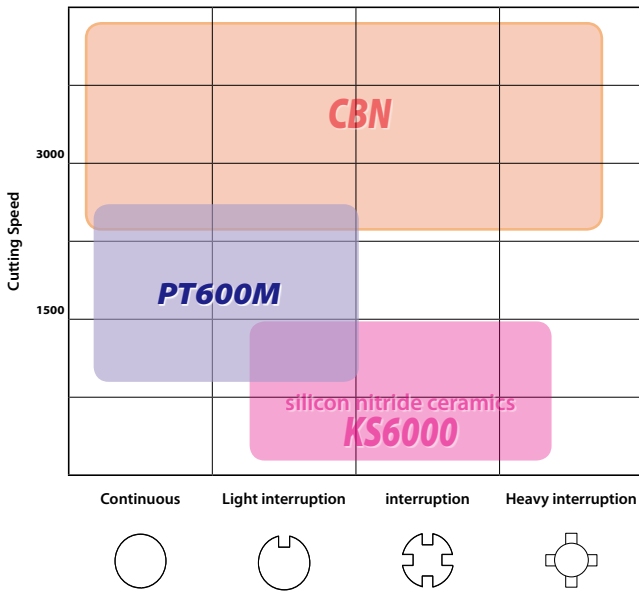 CBN
3000
Cutting Speed
PT600M
1500
silicon nitride ceramics
KS6000
Continuous
Light interruption
interruption
Heavy interruption